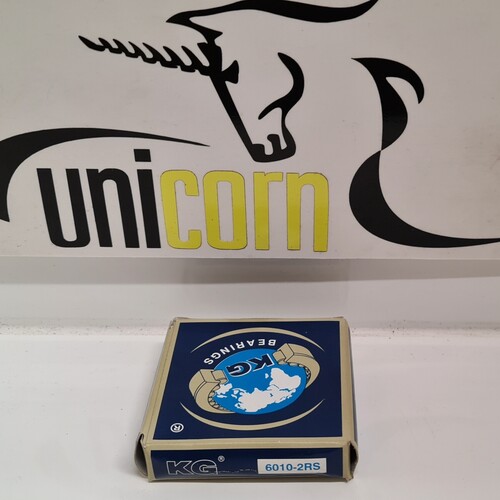 unicorn
BEARINGS
KG
®
KG®
6010-2RS